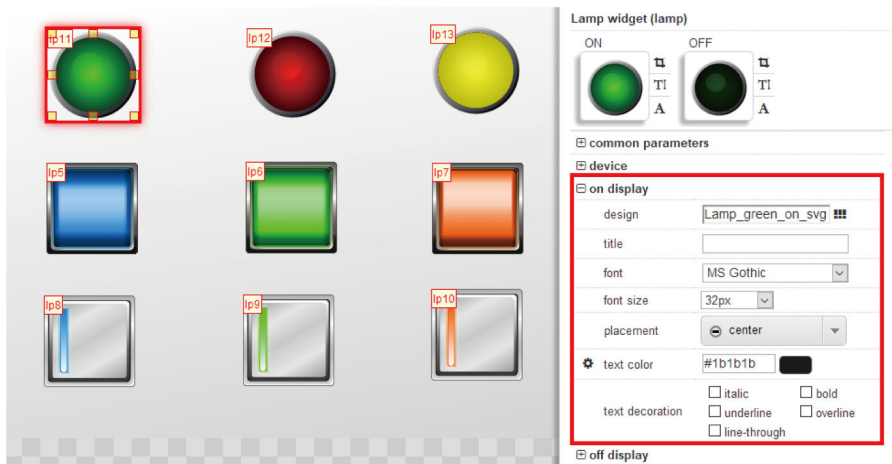 lp11
lp12
lp13
lp5
lp6
lp7
lp8
lp9
lp10
Lamp widget (lamp)
ON OFF
T! T!
A A
common parameters
device
on display
design Lamp_green_on_svg
title
font MS Gothic
font size 32px
placement center
text color #1b1b1b
text decoration italic bold
underline overline
line-through
off display